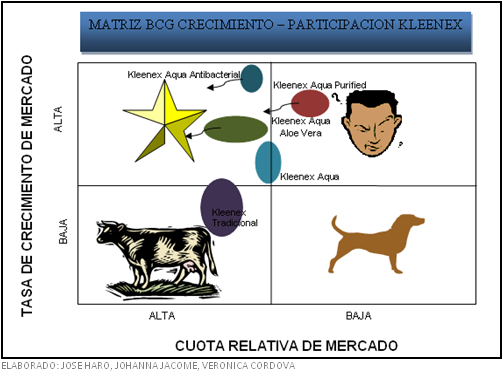 MATRIZ BCG CRECIMIENTO – PARTICIPACION KLEENEX
TASA DE CRECIMIENTO DE MERCADO
ALTA
BAJA
Kleenex Aqua Antibacterial
Kleenex Aqua Purified
?
Kleenex Aqua
Aloe Vera
?
Kleenex Aqua
Kleenex
Tradicional
ALTA
BAJA
CUOTA RELATIVA DE MERCADO
ELABORADO: JOSE HARO, JOHANNA JACOME, VERONICA CORDOVA